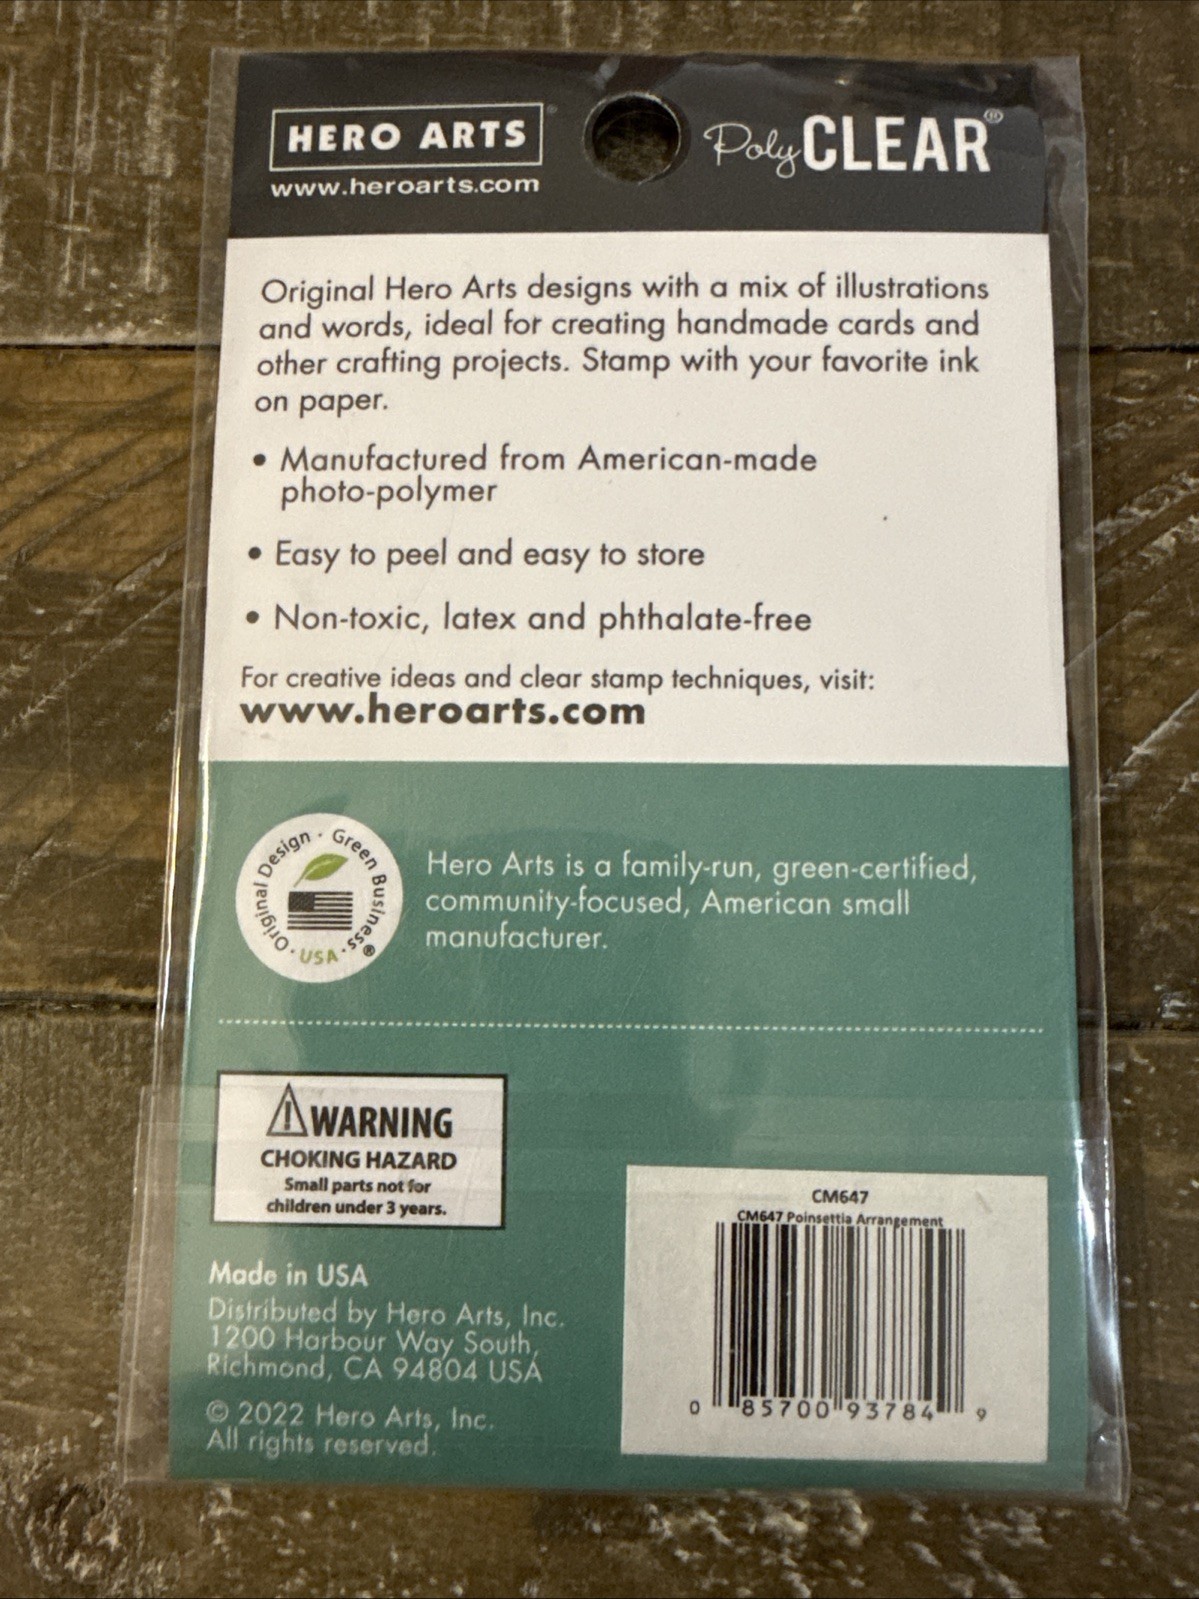 HERO ARTS®
www.heroarts.com
Poly CLEAR®
Original Hero Arts designs with a mix of illustrations
and words, ideal for creating handmade cards and
other crafting projects. Stamp with your favorite ink
on paper.
• Manufactured from American-made
photo-polymer
• Easy to peel and easy to store
• Non-toxic, latex and phthalate-free
For creative ideas and clear stamp techniques, visit:
www.heroarts.com
Original Design · Green Business® · USA ·
Hero Arts is a family-run, green-certified,
community-focused, American small
manufacturer.
⚠WARNING
CHOKING HAZARD
Small parts not for
children under 3 years.
Made in USA
Distributed by Hero Arts, Inc.
1200 Harbour Way South,
Richmond, CA 94804 USA
© 2022 Hero Arts, Inc.
All rights reserved.
CM647
CM647 Poinsettia Arrangement
0 85700 93784 9